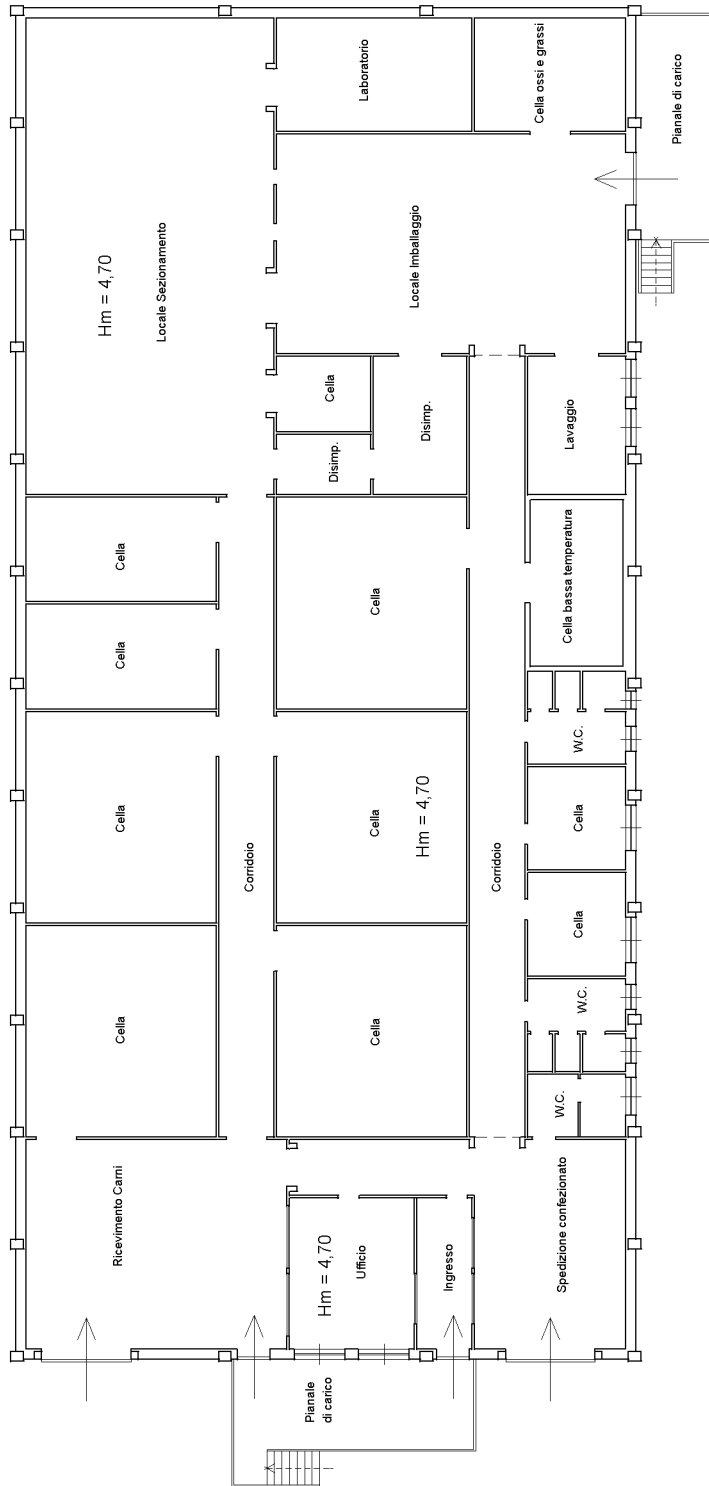 Laboratorio
Cella ossi e grassi
Pianale di carico
Hm = 4,70
Locale Sezionamento
Locale Imballaggio
Cella
Disimp.
Disimp.
Lavaggio
Cella
Cella
Cella
Cella bassa temperatura
Cella
Cella
Hm = 4,70
W.C.
Cella
Corridoio
Corridoio
Cella
Cella
Cella
W.C.
W.C.
Ricevimento Carni
Hm = 4,70
Ufficio
Ingresso
Spedizione confezionato
Pianale
di carico